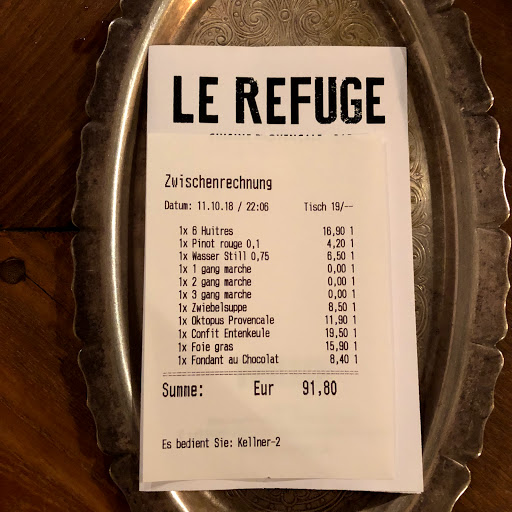 LE REFUGE
Zwischenrechnung
Datum: 11.10.18 / 22:06 Tisch 19/--
1x 6 Huitres 16,90 1
1x Pinot rouge 0,1 4,20 1
1x Wasser Still 0,75 6,50 1
1x 1 gang marche 0,00 1
1x 2 gang marche 0,00 1
1x 3 gang marche 0,00 1
1x Zwiebelsuppe 8,50 1
1x Oktopus Provencale 11,90 1
1x Confit Entenkeule 19,50 1
1x Foie gras 15,90 1
1x Fondant au Chocolat 8,40 1
Summe: Eur 91,80
Es bedient Sie: Kellner-2